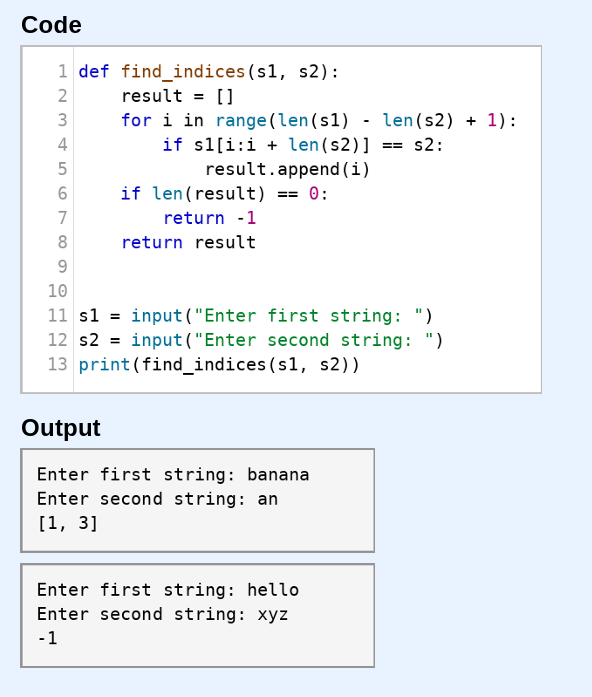 Code
1 def find_indices(s1, s2):
2     result = []
3     for i in range(len(s1) - len(s2) + 1):
4         if s1[i:i + len(s2)] == s2:
5             result.append(i)
6     if len(result) == 0:
7         return -1
8     return result
9
10
11 s1 = input("Enter first string: ")
12 s2 = input("Enter second string: ")
13 print(find_indices(s1, s2))
Output
Enter first string: banana
Enter second string: an
[1, 3]
Enter first string: hello
Enter second string: xyz
-1